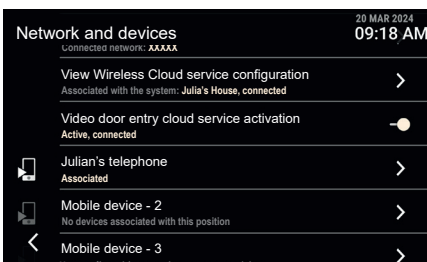 20 MAR 2024
Network and devices
09:18 AM
Connected network: XXXXX
View Wireless Cloud service configuration
Associated with the system: Julia's House, connected
Video door entry cloud service activation
Active, connected
Julian's telephone
Associated
Mobile device - 2
No devices associated with this position
Mobile device - 3